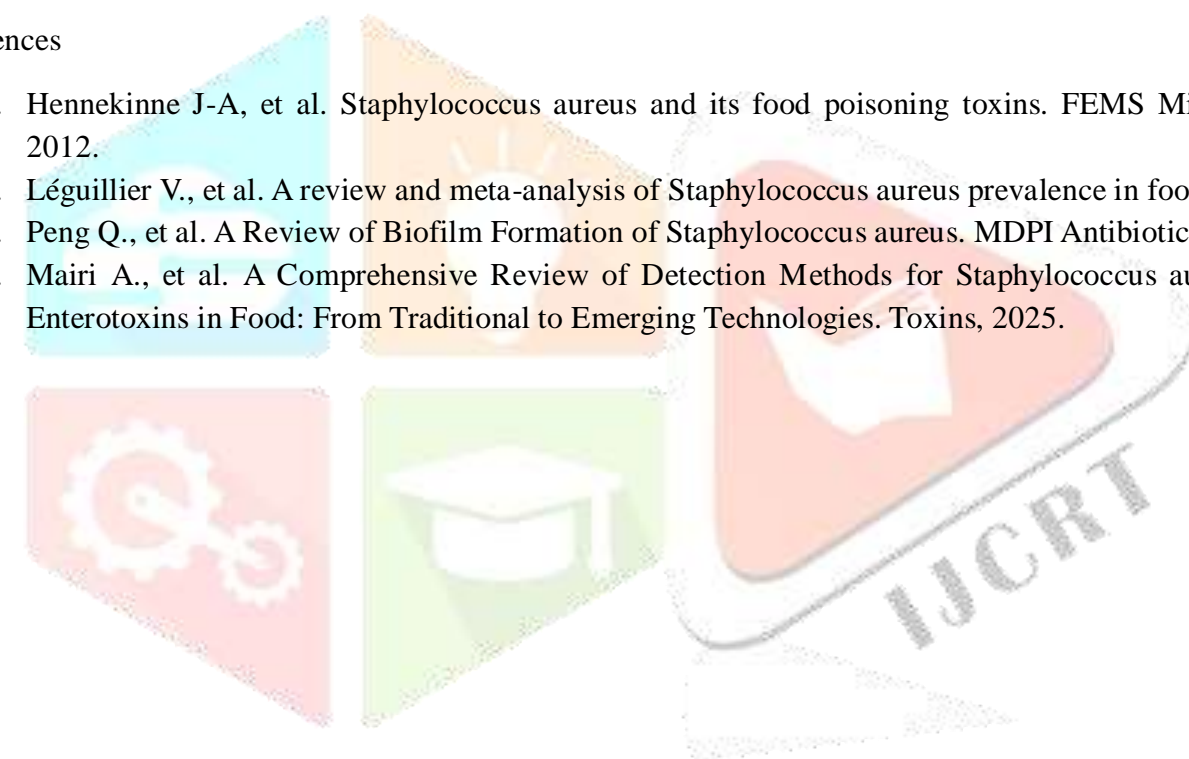 ences
. Hennekinne J-A, et al. Staphylococcus aureus and its food poisoning toxins. FEMS Mi
2012.
. Léguillier V., et al. A review and meta-analysis of Staphylococcus aureus prevalence in foo
. Peng Q., et al. A Review of Biofilm Formation of Staphylococcus aureus. MDPI Antibiotic
. Mairi A., et al. A Comprehensive Review of Detection Methods for Staphylococcus au
Enterotoxins in Food: From Traditional to Emerging Technologies. Toxins, 2025.
IJCRT